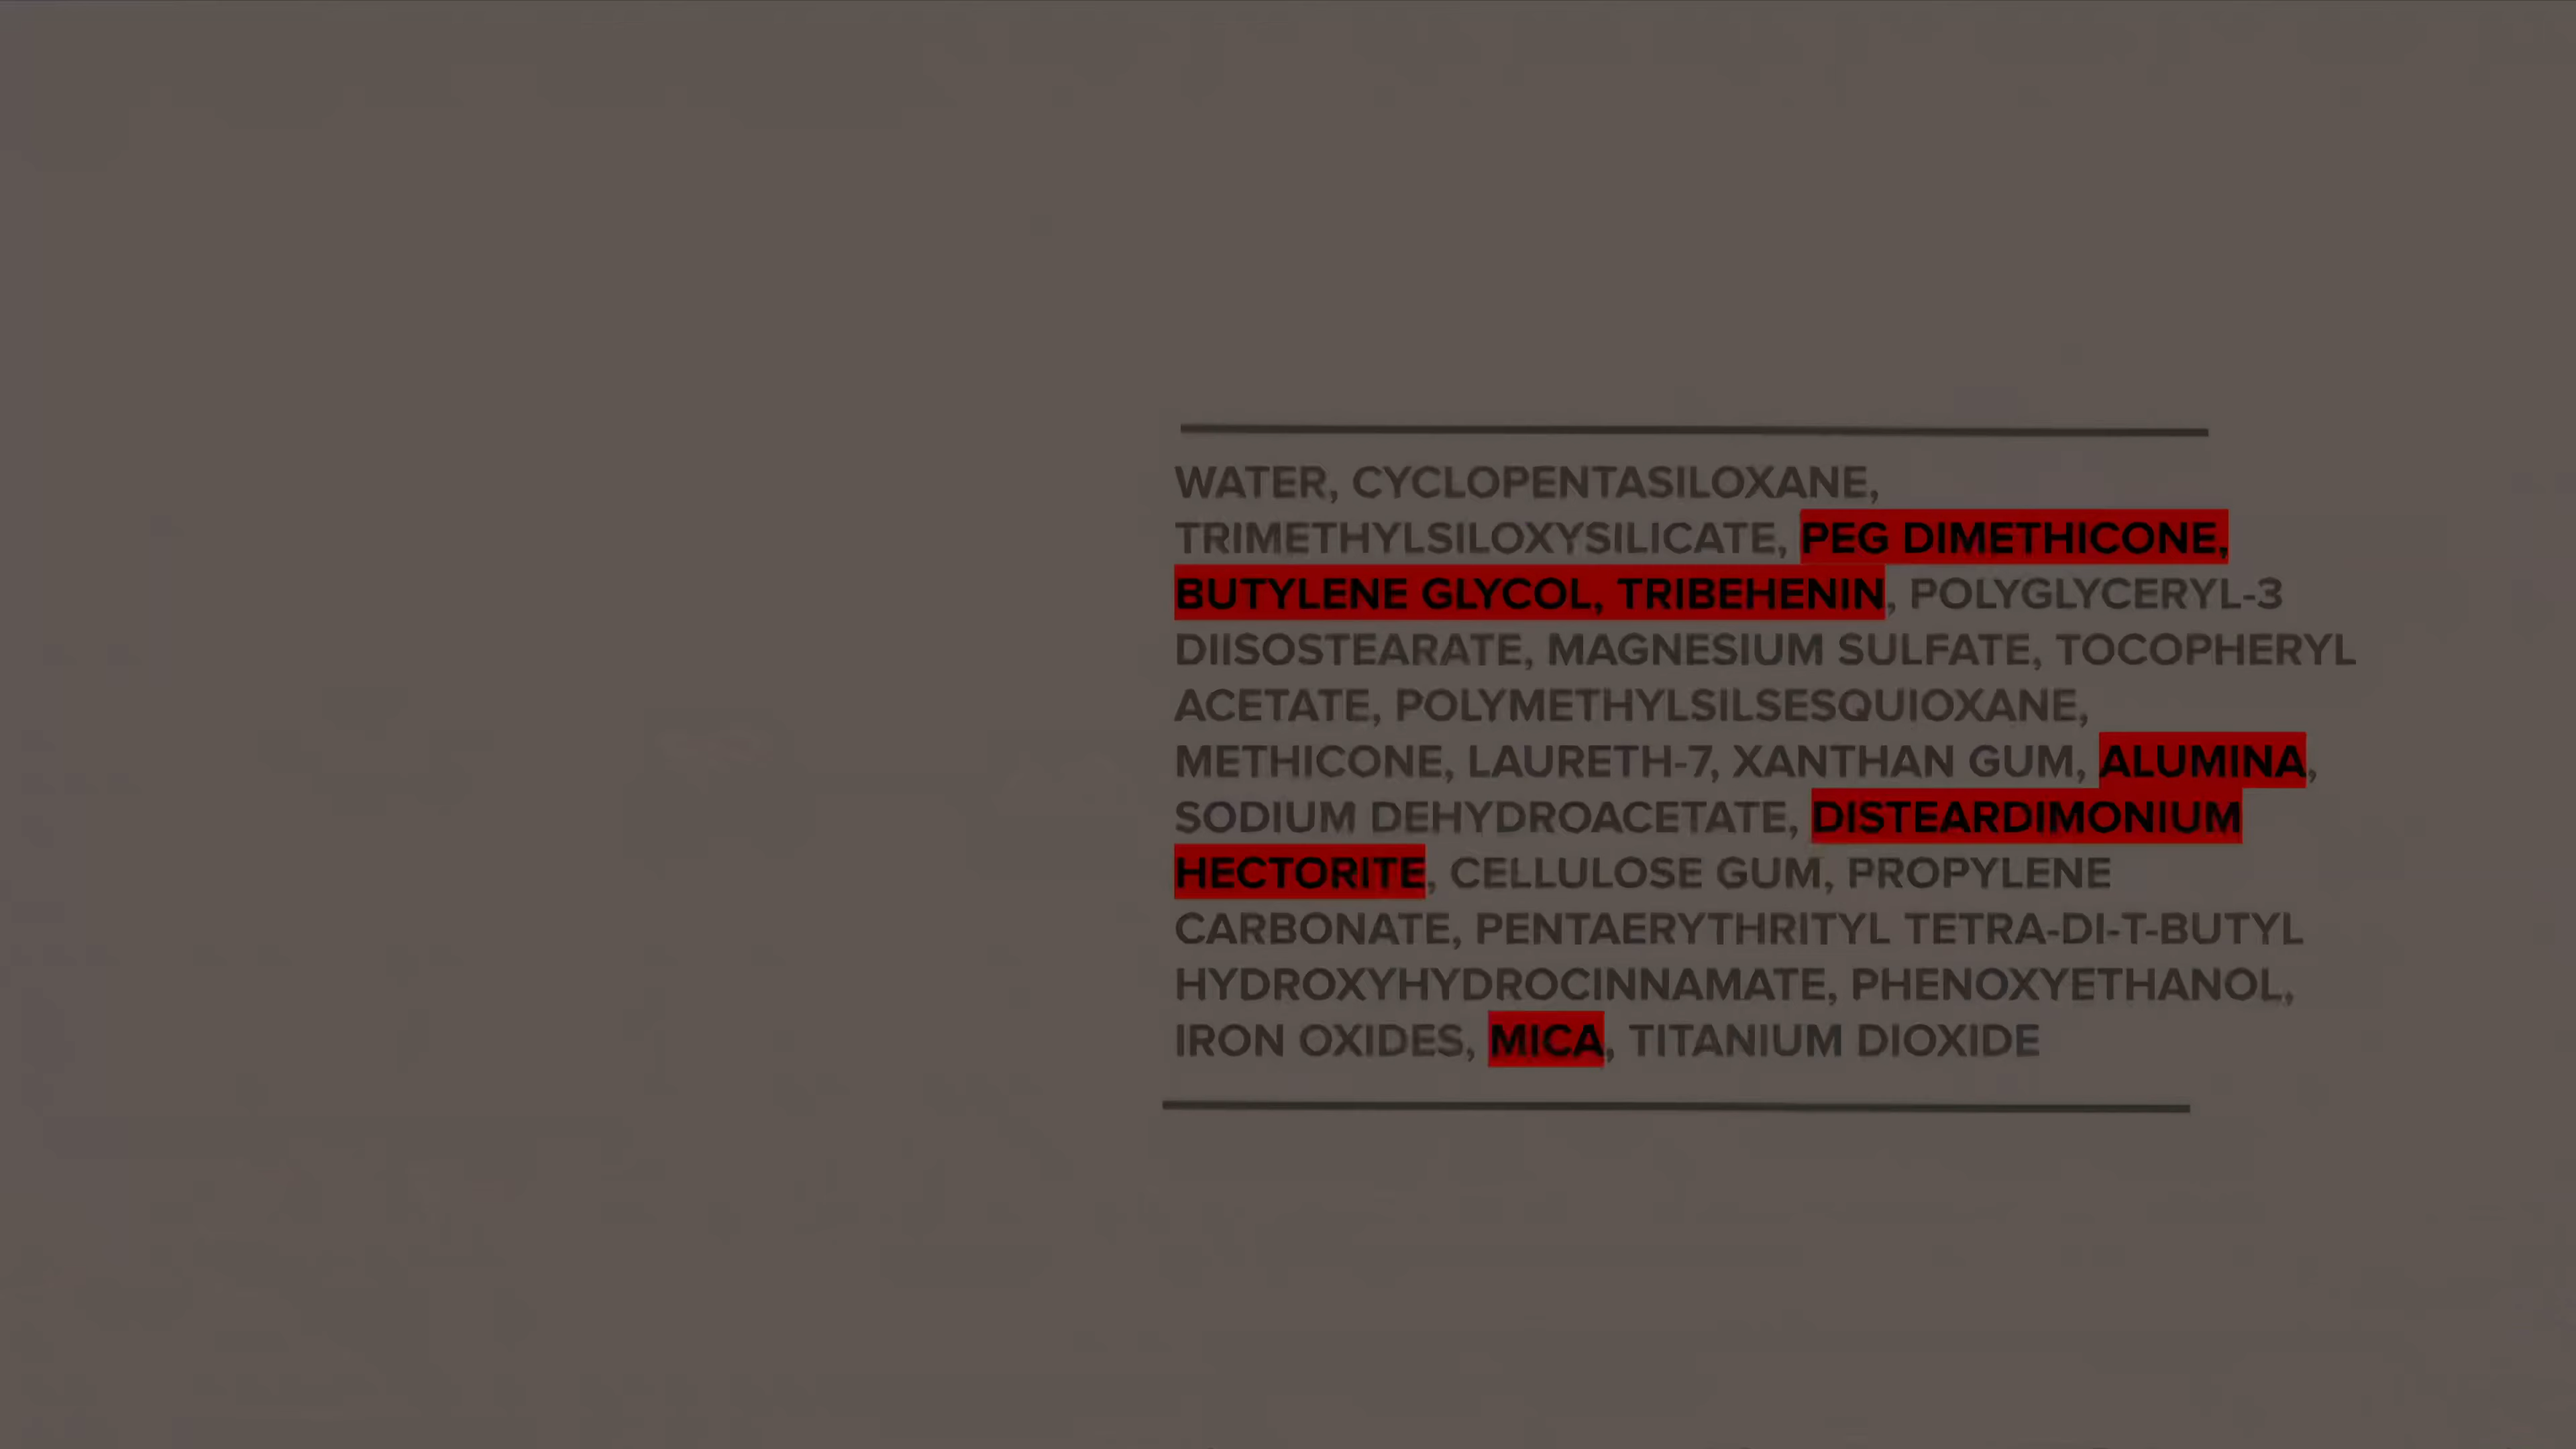 WATER, CYCLOPENTASILOXANE,
TRIMETHYLSILOXYSILICATE, PEG DIMETHICONE,
BUTYLENE GLYCOL, TRIBEHENIN, POLYGLYCERYL-3
DIISOSTEARATE, MAGNESIUM SULFATE, TOCOPHERYL
ACETATE, POLYMETHYLSILSESQUIOXANE,
METHICONE, LAURETH-7, XANTHAN GUM, ALUMINA,
SODIUM DEHYDROACETATE, DISTEARDIMONIUM
HECTORITE, CELLULOSE GUM, PROPYLENE
CARBONATE, PENTAERYTHRITYL TETRA-DI-T-BUTYL
HYDROXYHYDROCINNAMATE, PHENOXYETHANOL,
IRON OXIDES, MICA, TITANIUM DIOXIDE